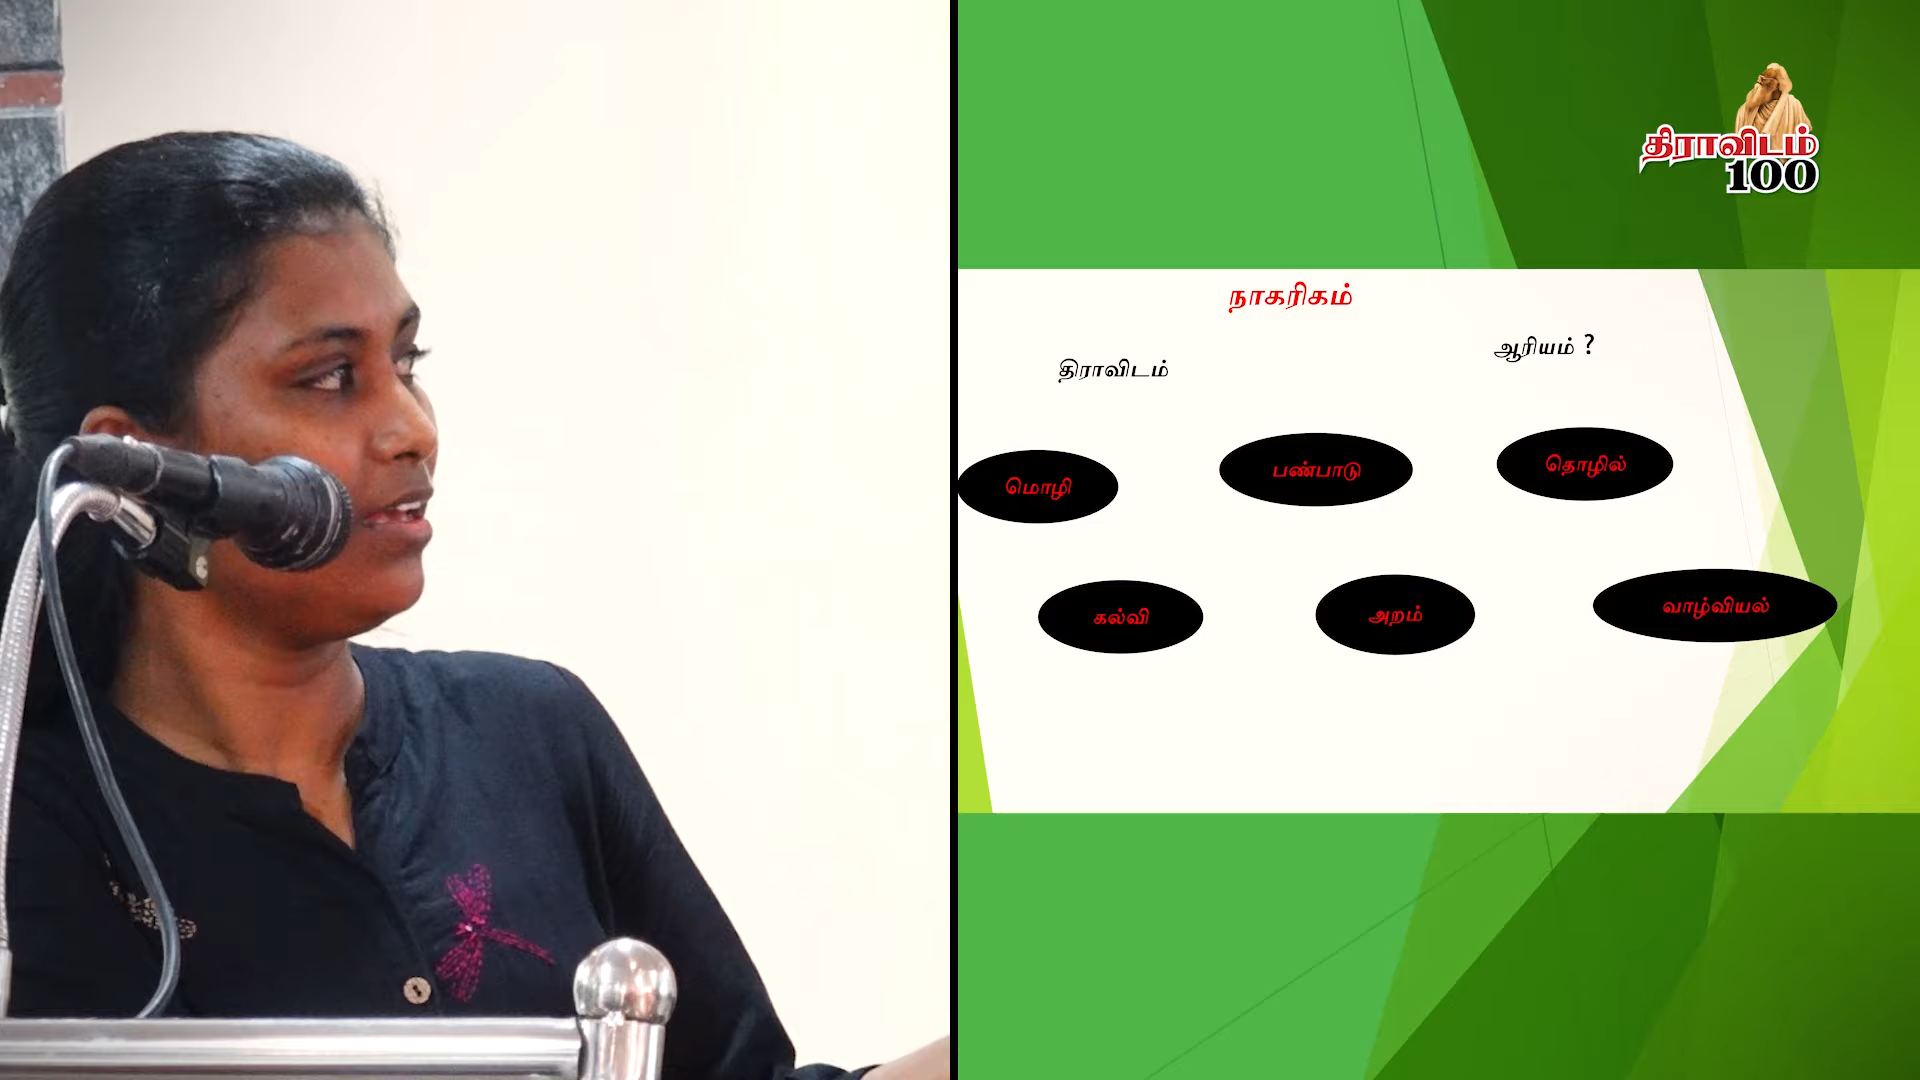 திராவிடம்
100
நாகரிகம்
திராவிடம்
ஆரியம் ?
மொழி
பண்பாடு
தொழில்
கல்வி
அறம்
வாழ்வியல்